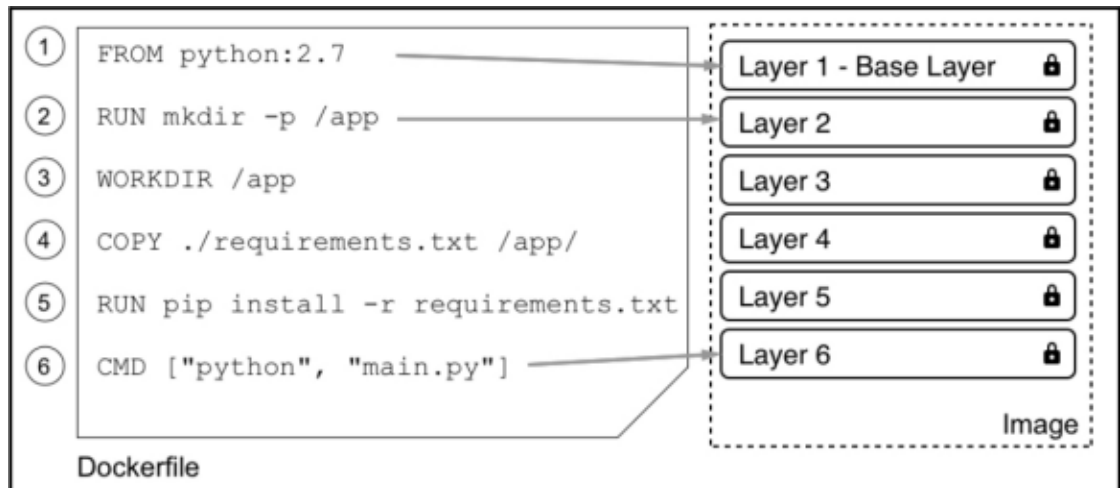 1 FROM python:2.7
2 RUN mkdir -p /app
3 WORKDIR /app
4 COPY ./requirements.txt /app/
5 RUN pip install -r requirements.txt
6 CMD ["python", "main.py"]
Dockerfile
Layer 1 - Base Layer
Layer 2
Layer 3
Layer 4
Layer 5
Layer 6
Image